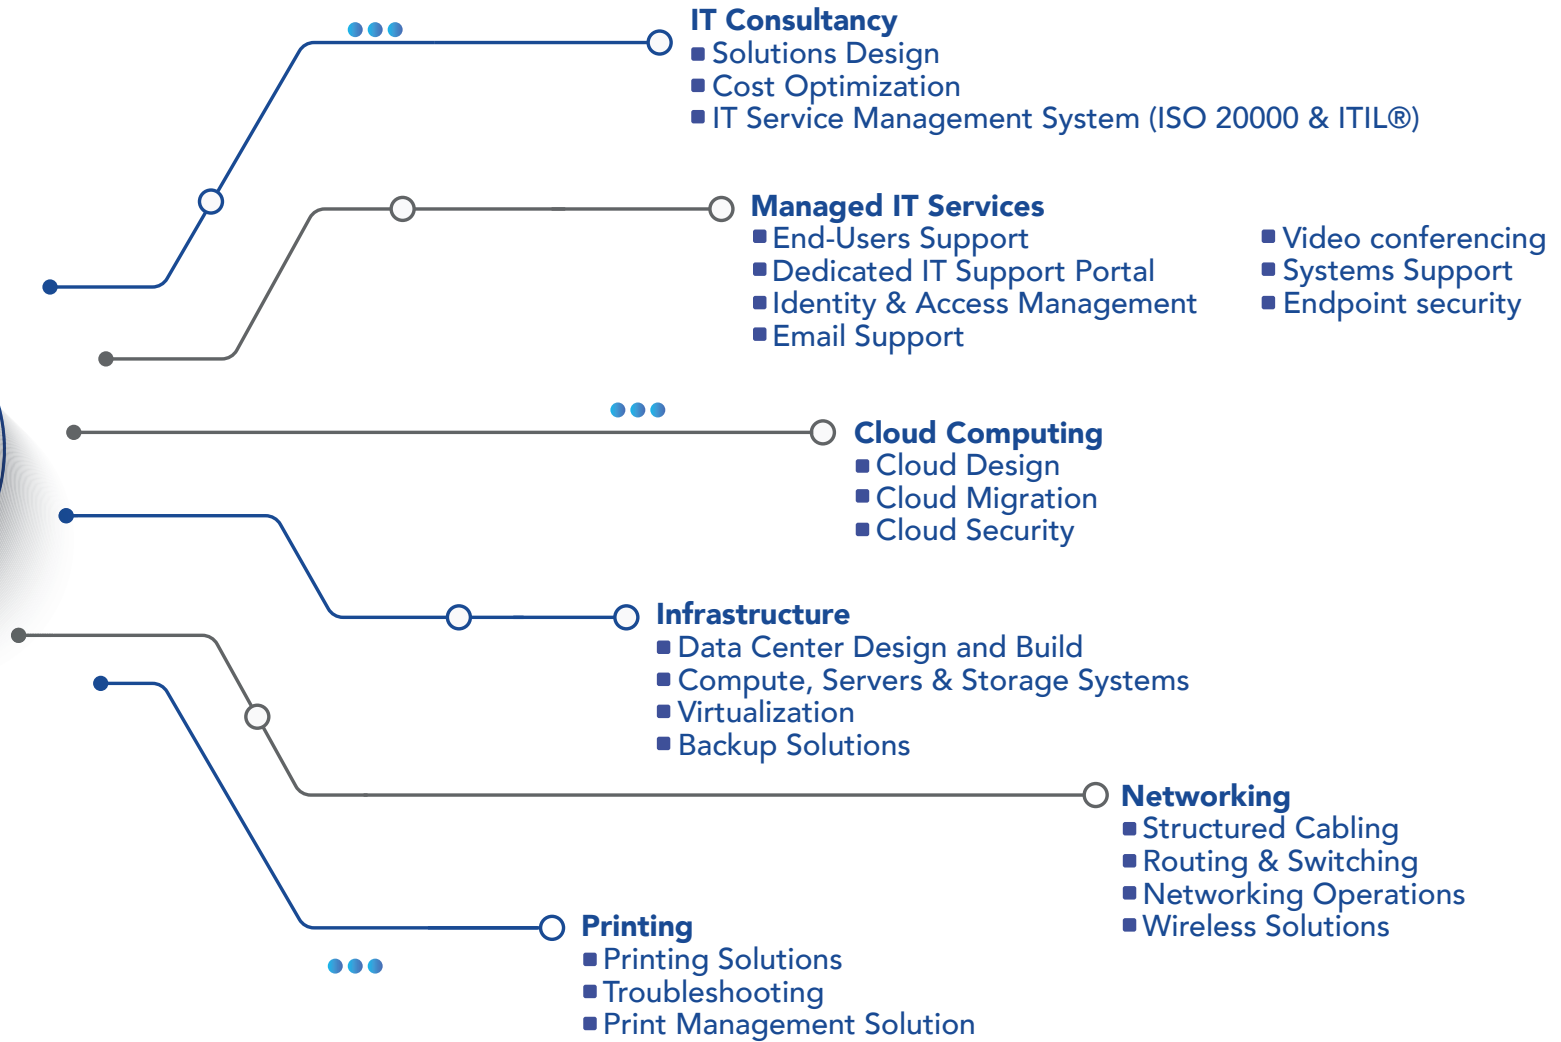 IT Consultancy
Solutions Design
Cost Optimization
IT Service Management System (ISO 20000 & ITIL®)
Managed IT Services
End-Users Support
Dedicated IT Support Portal
Identity & Access Management
Email Support
Video conferencing
Systems Support
Endpoint security
Cloud Computing
Cloud Design
Cloud Migration
Cloud Security
Infrastructure
Data Center Design and Build
Compute, Servers & Storage Systems
Virtualization
Backup Solutions
Networking
Structured Cabling
Routing & Switching
Networking Operations
Wireless Solutions
Printing
Printing Solutions
Troubleshooting
Print Management Solution